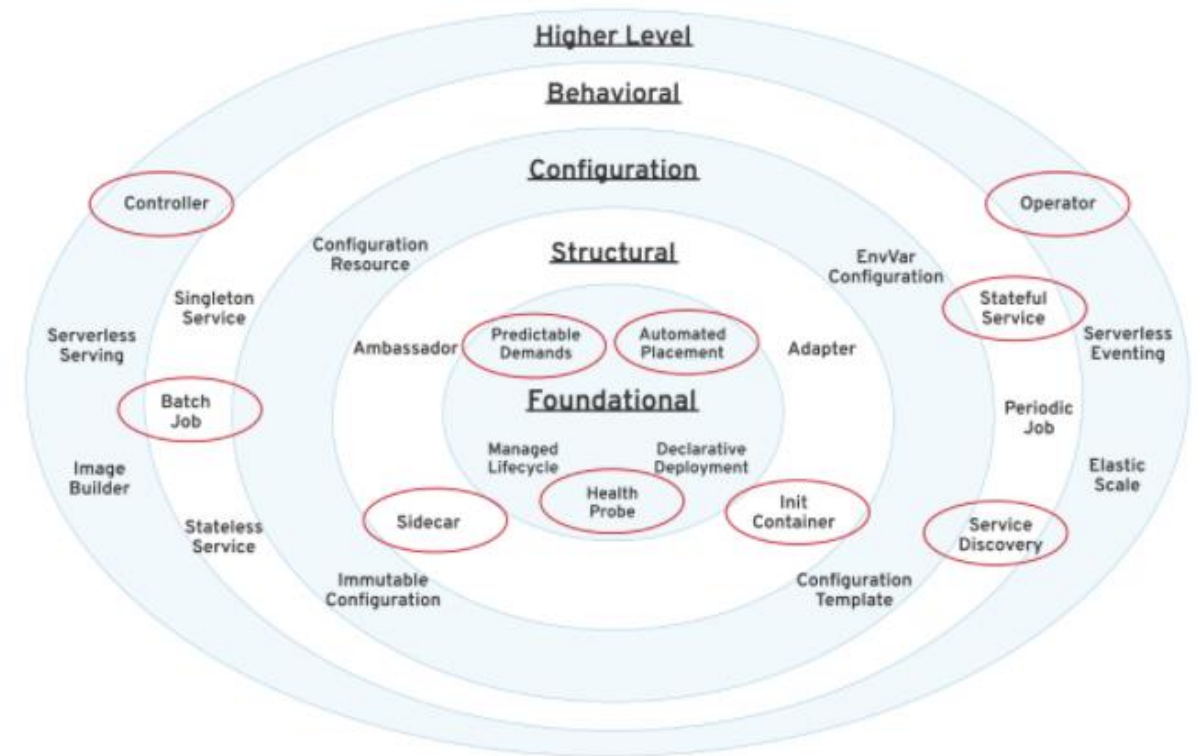 Higher Level
Behavioral
Configuration
Controller
Operator
Configuration
Resource
Structural
EnvVar
Configuration
Singleton
Service
Stateful
Service
Serverless
Serving
Ambassador
Predictable
Demands
Automated
Placement
Adapter
Serverless
Eventing
Batch
Job
Foundational
Periodic
Job
Image
Builder
Managed
Lifecycle
Declarative
Deployment
Elastic
Scale
Sidecar
Health
Probe
Init
Container
Stateless
Service
Service
Discovery
Immutable
Configuration
Configuration
Template